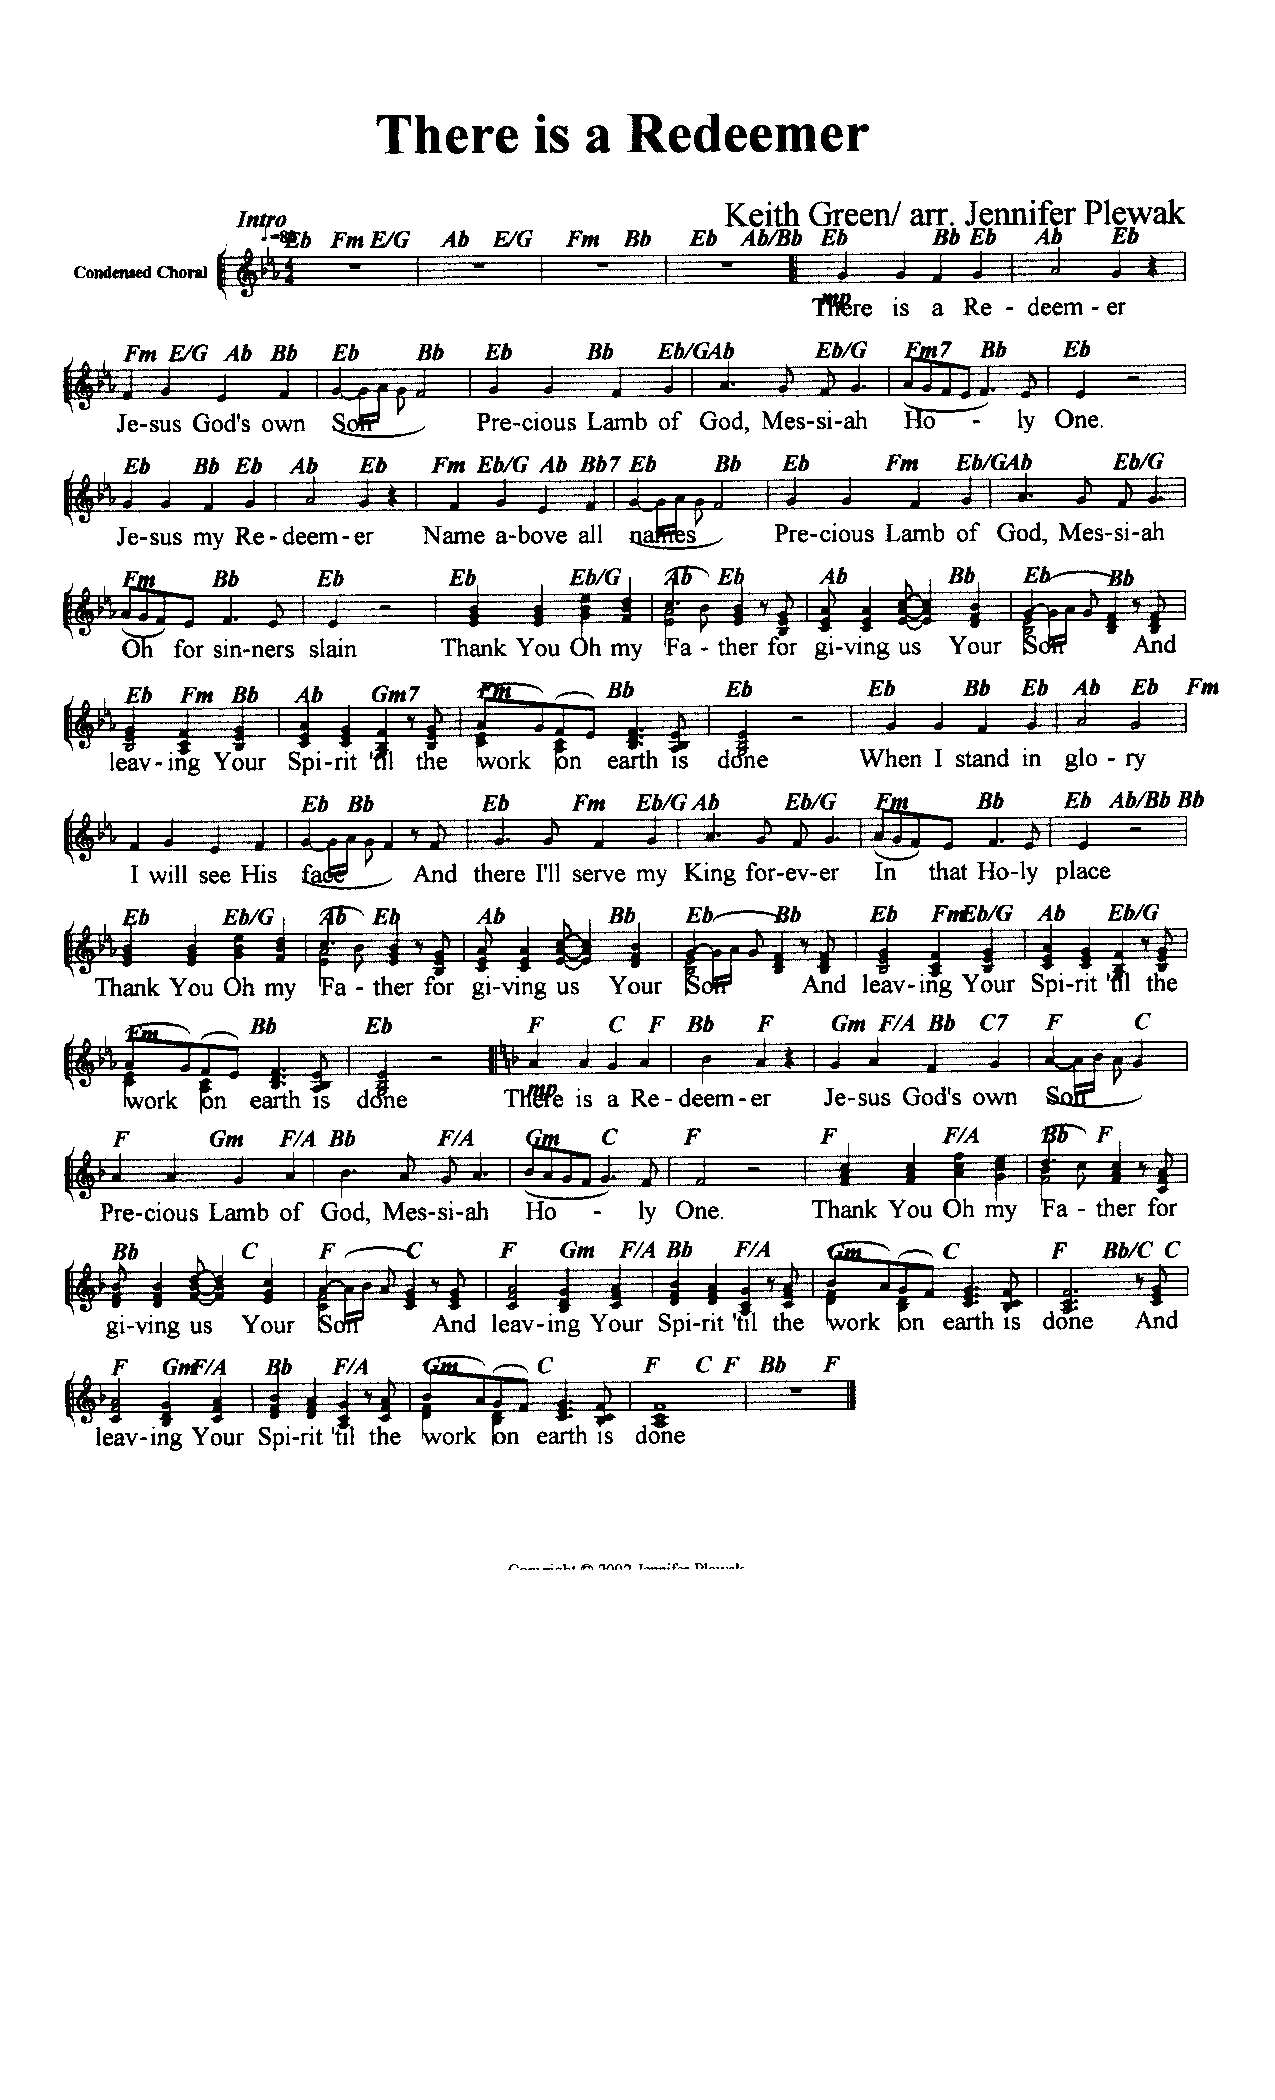 There is a Redeemer
Keith Green/ arr. Jennifer Plewak
Intro
Eb Fm E/G Ab E/G Fm Bb Eb Ab/Bb Eb Bb Eb Ab Eb
Condensed Choral
mp
There is a Re - deem - er
Fm E/G Ab Bb Eb Bb Eb Bb Eb/G Ab Eb/G Fm7 Bb Eb
Je-sus God's own Son Pre-cious Lamb of God, Mes-si-ah Ho - ly One.
Eb Bb Eb Ab Eb Fm Eb/G Ab Bb7 Eb Bb Eb Fm Eb/G Ab Eb/G
Je-sus my Re-deem-er Name a-bove all names Pre-cious Lamb of God, Mes-si-ah
Fm Bb Eb Eb Eb/G Ab Eb Ab Bb Eb Bb
Oh for sin-ners slain Thank You Oh my Fa - ther for gi-ving us Your Son And
Eb Fm Bb Ab Gm7 Fm Bb Eb Eb Bb Eb Ab Eb Fm
leav-ing Your Spi-rit 'til the work on earth is done When I stand in glo - ry
Eb Bb Eb Fm Eb/G Ab Eb/G Fm Bb Eb Ab/Bb Bb
I will see His face And there I'll serve my King for-ev-er In that Ho-ly place
Eb Eb/G Ab Eb Ab Bb Eb Bb Eb Fm Eb/G Ab Eb/G
Thank You Oh my Fa - ther for gi-ving us Your Son And leav-ing Your Spi-rit 'til the
Fm Bb Eb F C F Bb F Gm F/A Bb C7 F C
mp
work on earth is done There is a Re-deem-er Je-sus God's own Son
F Gm F/A Bb F/A Gm C F F F/A Bb F
Pre-cious Lamb of God, Mes-si-ah Ho - ly One. Thank You Oh my Fa - ther for
Bb C F C F Gm F/A Bb F/A Gm C F Bb/C C
gi-ving us Your Son And leav-ing Your Spi-rit 'til the work on earth is done And
F Gm F/A Bb F/A Gm C F C F Bb F
leav-ing Your Spi-rit 'til the work on earth is done
Copyright © 2002 Jennifer Plewak